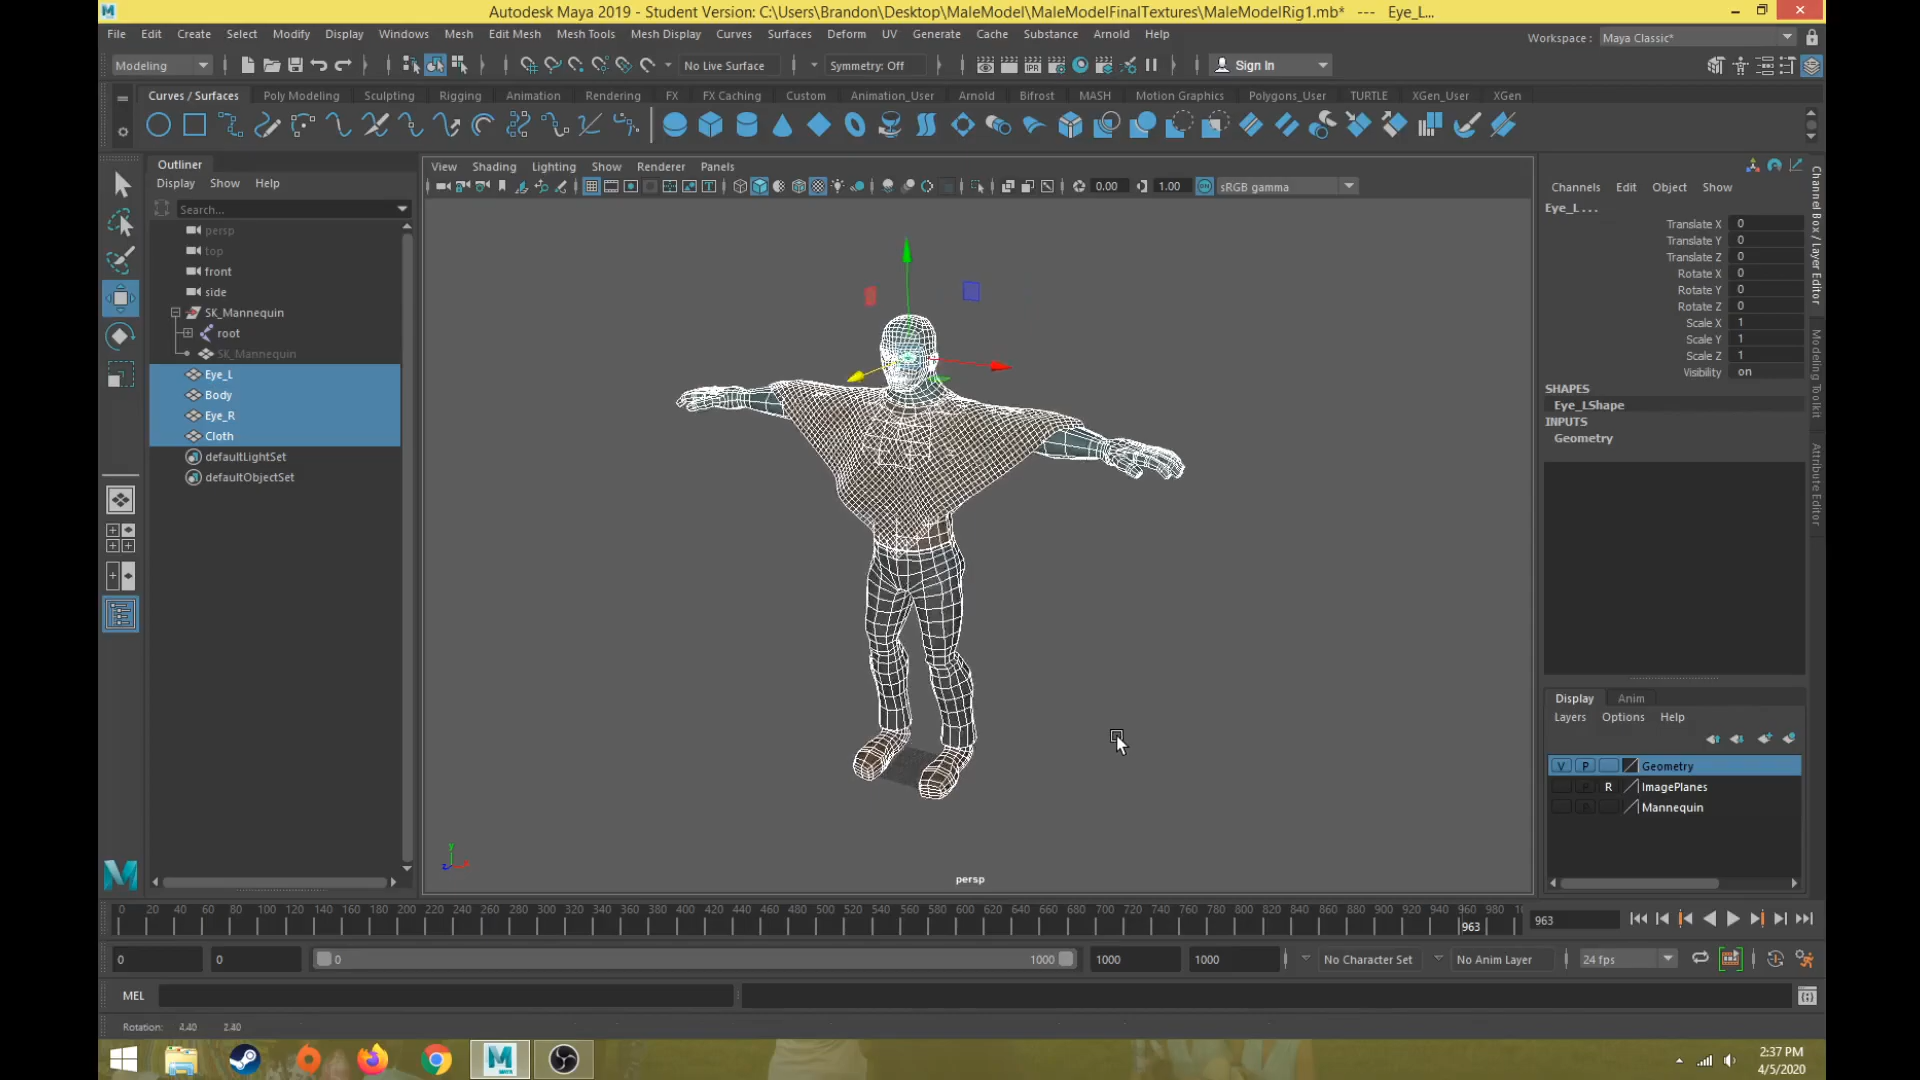 Autodesk Maya 2019 - Student Version: C:\Users\Brandon\Desktop\MaleModel\MaleModelFinalTextures\MaleModelRig1.mb* --- Eye_L...
File Edit Create Select Modify Display Windows Mesh Edit Mesh Mesh Tools Mesh Display Curves Surfaces Deform UV Generate Cache Substance Arnold Help
Workspace : Maya Classic*
Modeling No Live Surface Symmetry: Off Sign In
Curves / Surfaces Poly Modeling Sculpting Rigging Animation Rendering FX FX Caching Custom Animation_User Arnold Bifrost MASH Motion Graphics Polygons_User TURTLE XGen_User XGen
Outliner
Display Show Help
Search...
persp
top
front
side
SK_Mannequin
root
SK_Mannequin
Eye_L
Body
Eye_R
Cloth
defaultLightSet
defaultObjectSet
View Shading Lighting Show Renderer Panels
0.00 1.00 sRGB gamma
persp
Channels Edit Object Show
Eye_L . . .
Translate X 0
Translate Y 0
Translate Z 0
Rotate X 0
Rotate Y 0
Rotate Z 0
Scale X 1
Scale Y 1
Scale Z 1
Visibility on
SHAPES
Eye_LShape
INPUTS
Geometry
Channel Box / Layer Editor
Modeling Toolkit
Attribute Editor
Display Anim
Layers Options Help
V P Geometry
R ImagePlanes
Mannequin
0 20 40 60 80 100 120 140 160 180 200 220 240 260 280 300 320 340 360 380 400 420 440 460 480 500 520 540 560 580 600 620 640 660 680 700 720 740 760 780 800 820 840 860 880 900 920 940 960 980
963
963
0 0 0 1000 1000 1000 No Character Set No Anim Layer 24 fps
MEL
Rotation: 4.40 2.40
2:37 PM
4/5/2020